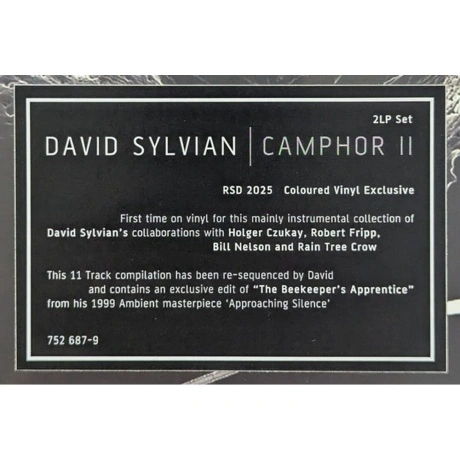 2LP Set
DAVID SYLVIAN | CAMPHOR II
RSD 2025 Coloured Vinyl Exclusive
First time on vinyl for this mainly instrumental collection of
David Sylvian's collaborations with Holger Czukay, Robert Fripp,
Bill Nelson and Rain Tree Crow
This 11 Track compilation has been re-sequenced by David
and contains an exclusive edit of "The Beekeeper's Apprentice"
from his 1999 Ambient masterpiece 'Approaching Silence'
752 687-9